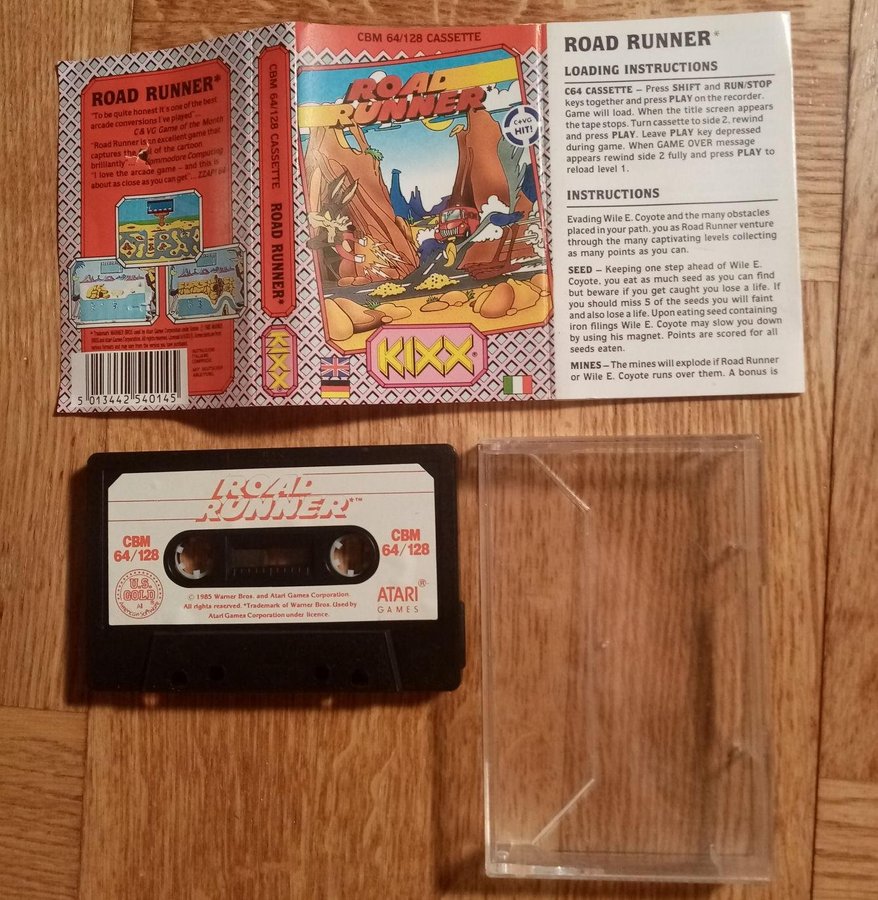 ROAD RUNNER*
"To be quite honest it's one of the best
arcade conversions I've played" ...
C & VG Game of the Month
"Road Runner is an excellent game that
captures the of the cartoon
brilliantly" ... Commodore Computing
"I love the arcade game – and this is
about as close as you can get" ... ZZAP! 64
5 013442 540145
CBM 64/128 CASSETTE
ROAD RUNNER*
KIXX
CBM 64/128 CASSETTE
ROAD
RUNNER*
C+VG
HIT!
KIXX®
ROAD RUNNER*
LOADING INSTRUCTIONS
C64 CASSETTE – Press SHIFT and RUN/STOP
keys together and press PLAY on the recorder.
Game will load. When the title screen appears
the tape stops. Turn cassette to side 2, rewind
and press PLAY. Leave PLAY key depressed
during game. When GAME OVER message
appears rewind side 2 fully and press PLAY to
reload level 1.
INSTRUCTIONS
Evading Wile E. Coyote and the many obstacles
placed in your path, you as Road Runner venture
through the many captivating levels collecting
as many points as you can.
SEED – Keeping one step ahead of Wile E.
Coyote, you eat as much seed as you can find
but beware if you get caught you lose a life. If
you should miss 5 of the seeds you will faint
and also lose a life. Upon eating seed containing
iron filings Wile E. Coyote may slow you down
by using his magnet. Points are scored for all
seeds eaten.
MINES – The mines will explode if Road Runner
or Wile E. Coyote runs over them. A bonus is
ROAD
RUNNER*™
CBM
64/128
CBM
64/128
U.S.
GOLD
All American Software
© 1985 Warner Bros. and Atari Games Corporation.
All rights reserved. *Trademark of Warner Bros. Used by
Atari Games Corporation under licence.
ATARI®
GAMES